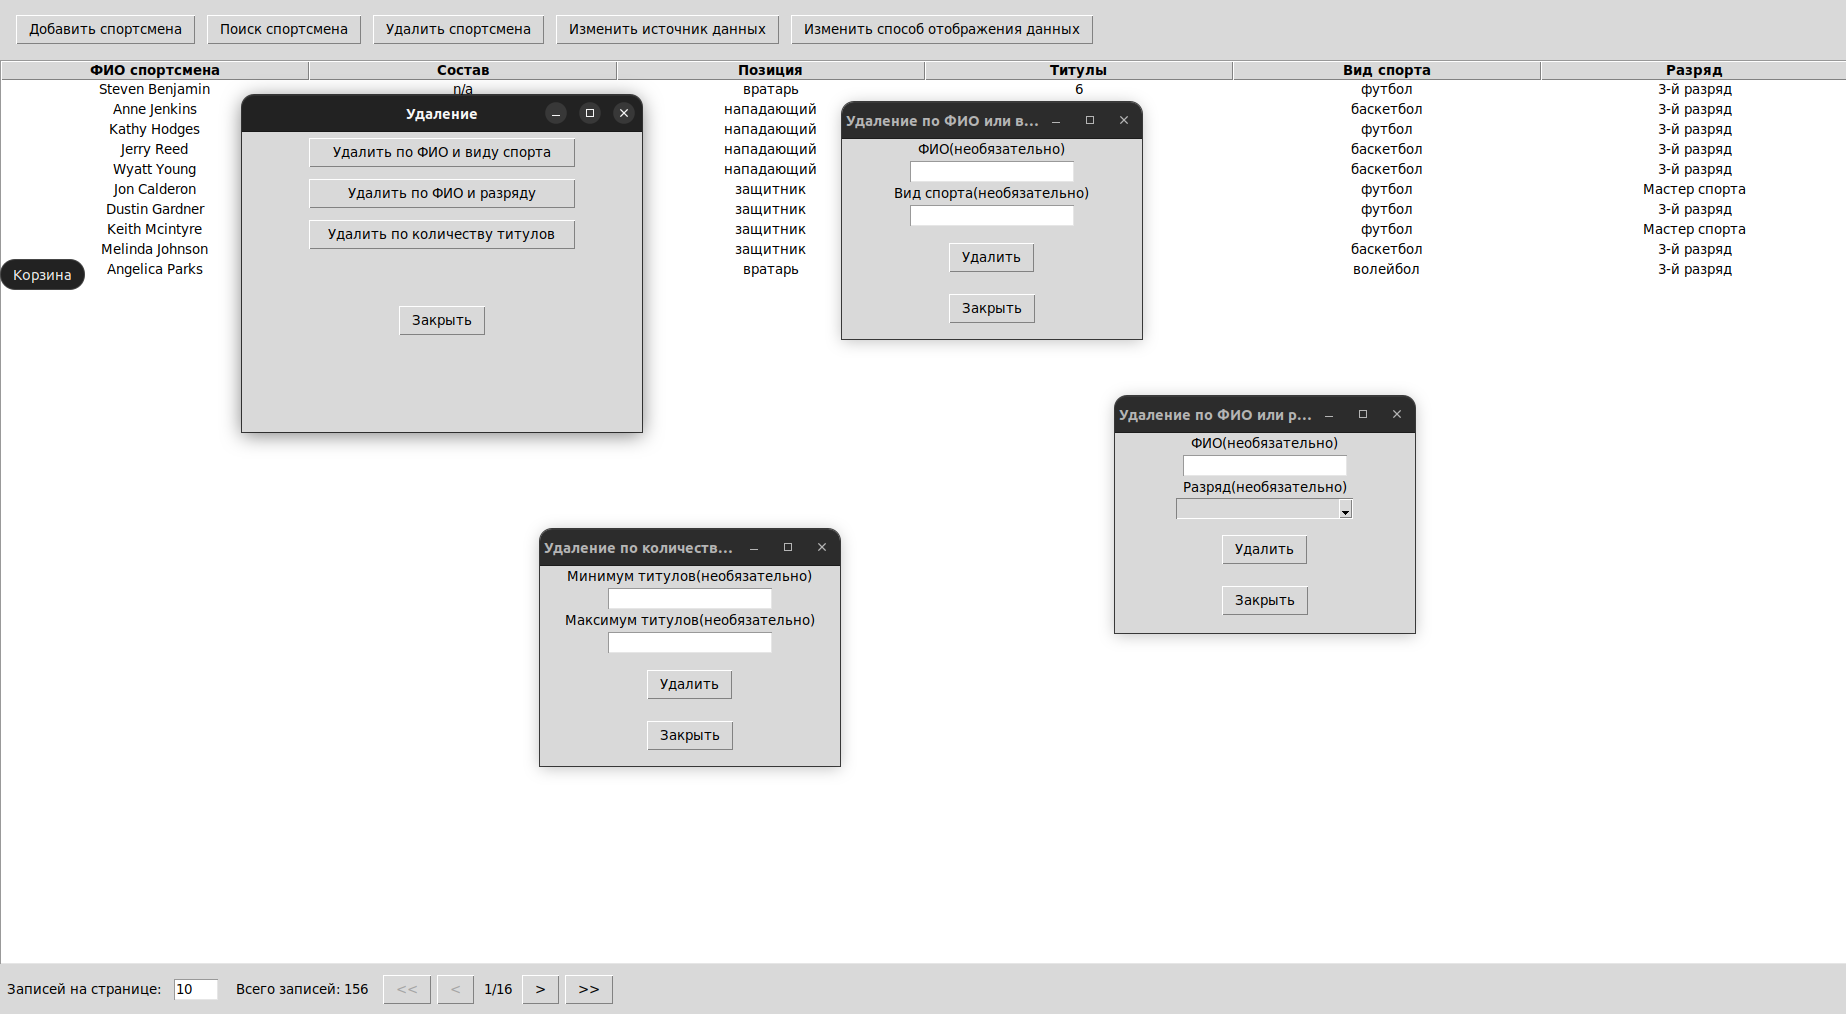 Добавить спортсмена Поиск спортсмена Удалить спортсмена Изменить источник данных Изменить способ отображения данных
ФИО спортсмена Состав Позиция Титулы Вид спорта Разряд
Steven Benjamin n/a вратарь 6 футбол 3-й разряд
Anne Jenkins нападающий баскетбол 3-й разряд
Kathy Hodges нападающий футбол 3-й разряд
Jerry Reed нападающий баскетбол 3-й разряд
Wyatt Young нападающий баскетбол 3-й разряд
Jon Calderon защитник футбол Мастер спорта
Dustin Gardner защитник футбол 3-й разряд
Keith Mcintyre защитник футбол Мастер спорта
Melinda Johnson защитник баскетбол 3-й разряд
Angelica Parks вратарь волейбол 3-й разряд
Корзина
Удаление
Удалить по ФИО и виду спорта
Удалить по ФИО и разряду
Удалить по количеству титулов
Закрыть
Удаление по ФИО или в...
ФИО(необязательно)
Вид спорта(необязательно)
Удалить
Закрыть
Удаление по ФИО или р...
ФИО(необязательно)
Разряд(необязательно)
Удалить
Закрыть
Удаление по количеств...
Минимум титулов(необязательно)
Максимум титулов(необязательно)
Удалить
Закрыть
Записей на странице: 10 Всего записей: 156 << < 1/16 > >>